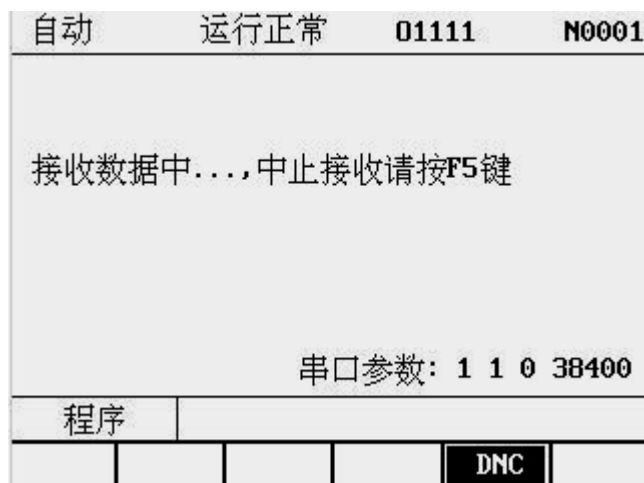 自动 运行正常 O1111 N0001
接收数据中...,中止接收请按F5键
串口参数: 1 1 0 38400
程序
DNC